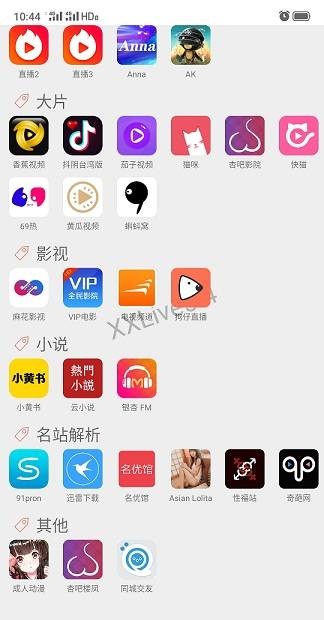 10:44 4G 4G HD
Anna
直播2 直播3 Anna AK
大片
香蕉视频 抖阴台湾版 茄子视频 猫咪 杏吧影院 快猫
69热 黄瓜视频 蝌蚪窝
影视
VIP
全民影院
麻花影视 VIP电影 电视频道 狗仔直播
XXLive84
小说
小黄书 熱門
小説
小黄书 云小说 银杏 FM
名站解析
名优馆
91pron 迅雷下载 名优馆 Asian Lolita 性福站 奇葩网
其他
成人动漫 杏吧楼凤 同城交友